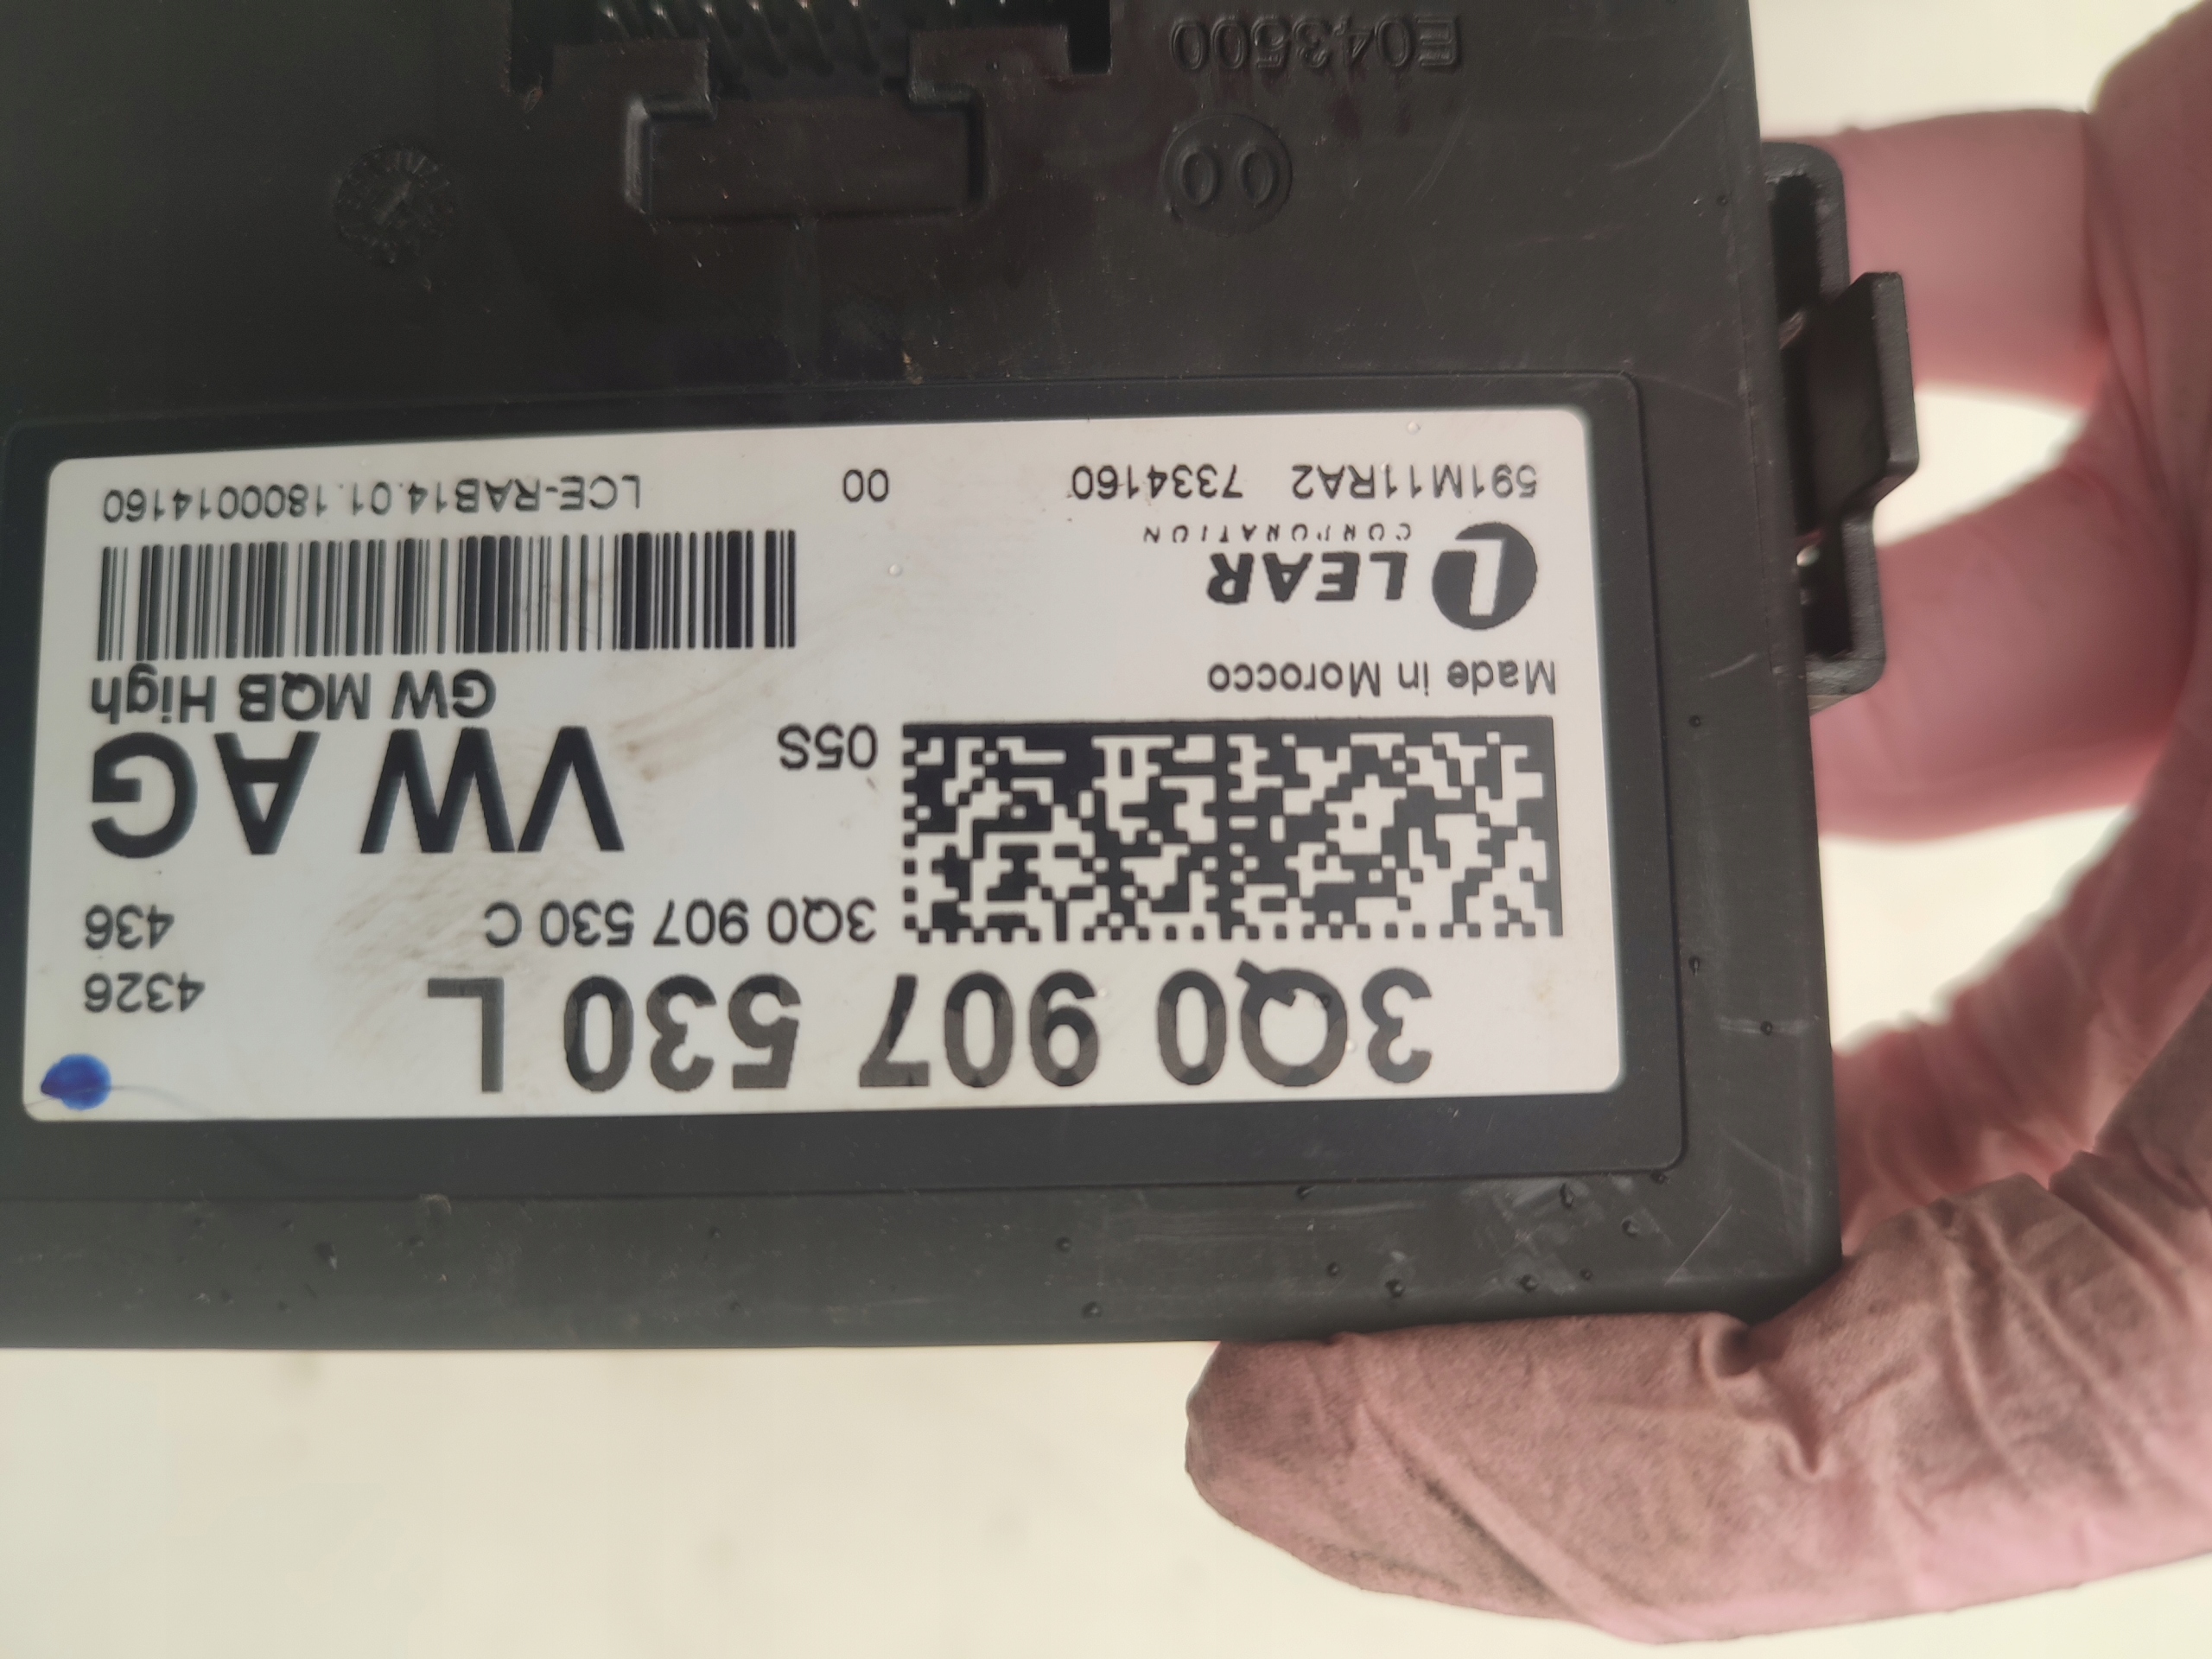 3Q0 907 530 L
4326
3Q0 907 530 C
436
05S
VW AG
GW MQB High
Made in Morocco
L LEAR
CORPORATION
591M11RA2 7334160 00 LCE-RAB14.01.1800014160
00
E043500